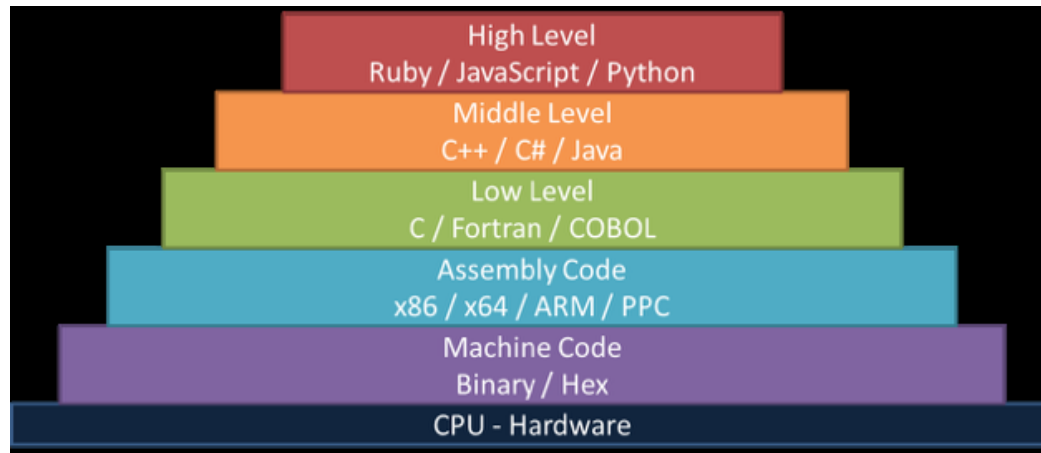 High Level
Ruby / JavaScript / Python
Middle Level
C++ / C# / Java
Low Level
C / Fortran / COBOL
Assembly Code
x86 / x64 / ARM / PPC
Machine Code
Binary / Hex
CPU - Hardware